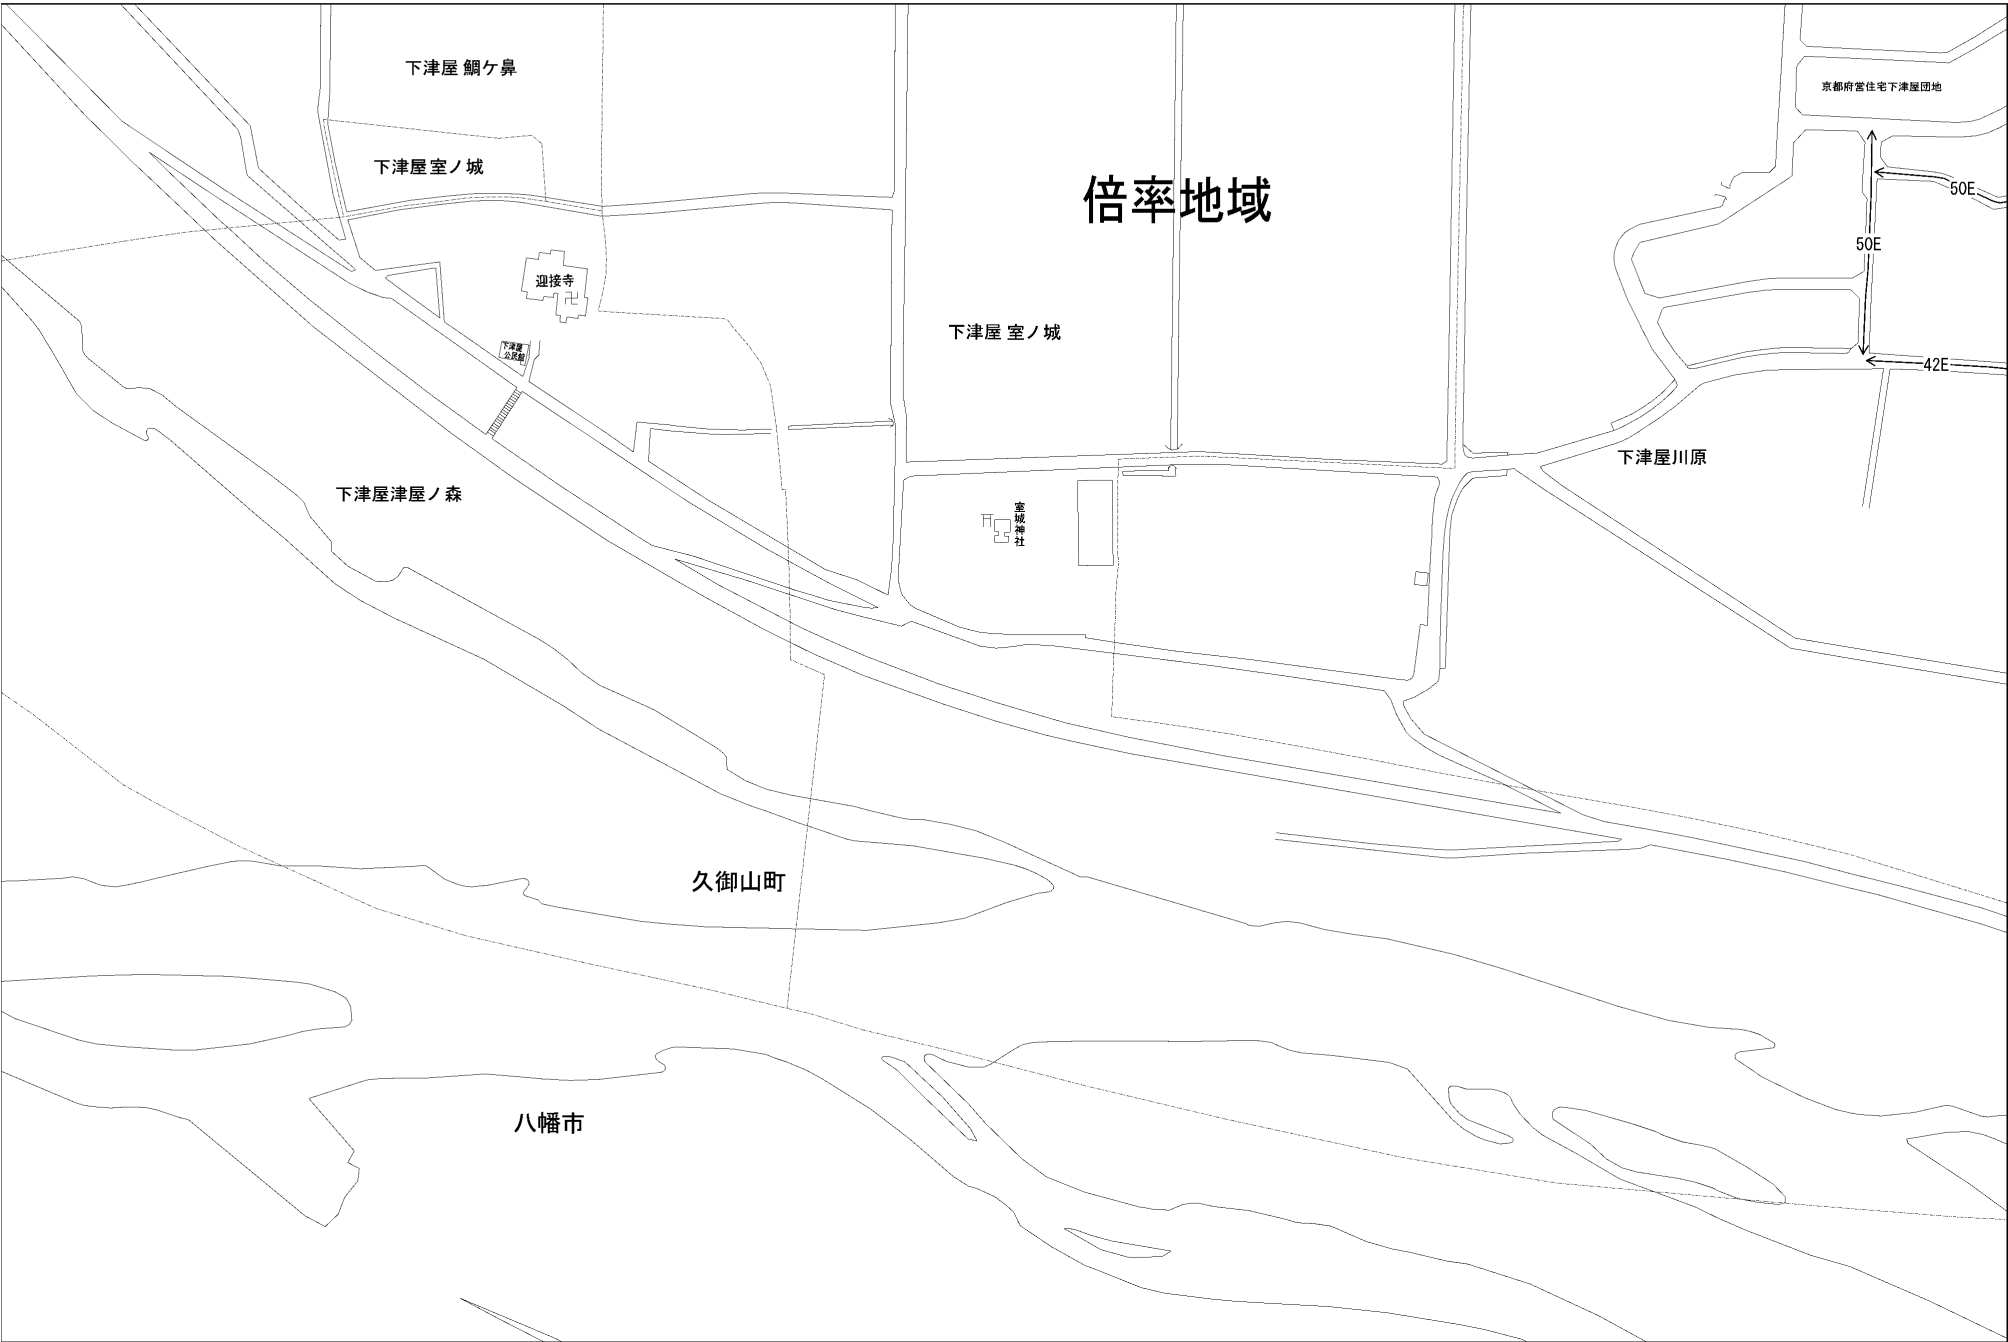 下津屋 鯛ケ鼻
京都府営住宅下津屋団地
下津屋 室ノ城
倍率地域
50E
50E
迎接寺
下津屋 室ノ城
下津屋
公民館
42E
下津屋川原
下津屋津屋ノ森
室城神社
久御山町
八幡市